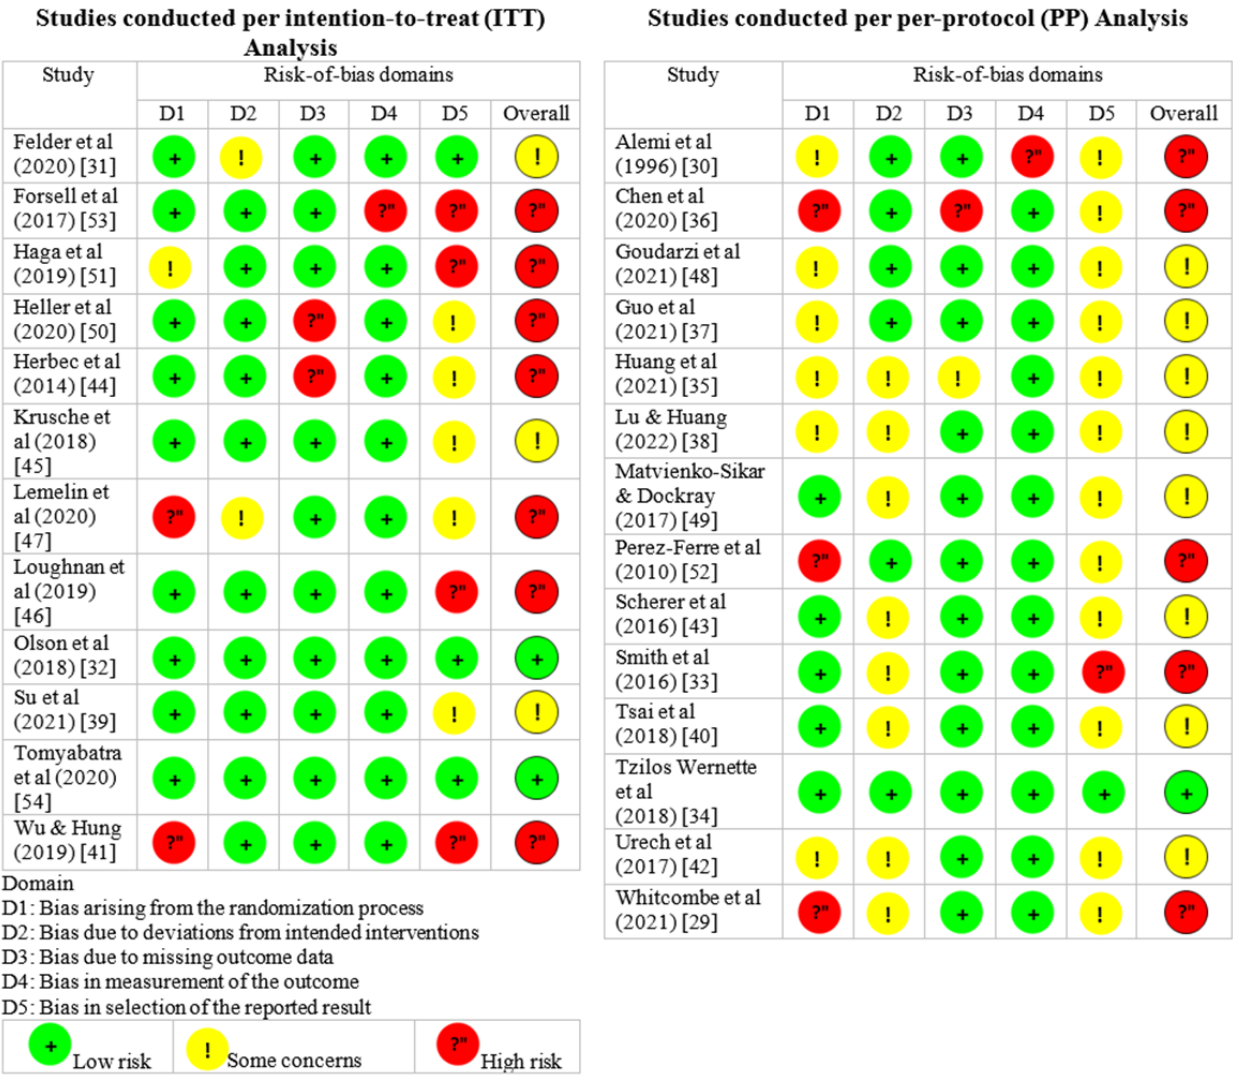 Studies conducted per intention-to-treat (ITT)
Analysis
Study Risk-of-bias domains
D1 D2 D3 D4 D5 Overall
Felder et al
(2020) [31]
+ ! + + + !
Forsell et al
(2017) [53]
+ + + ?" ?" ?"
Haga et al
(2019) [51]
! + + + ?" ?"
Heller et al
(2020) [50]
+ + ?" + ! ?"
Herbec et al
(2014) [44]
+ + ?" + ! ?"
Krusche et
al (2018)
[45]
+ + + + ! !
Lemelin et
al (2020)
[47]
?" ! + + ! ?"
Loughnan et
al (2019)
[46]
+ + + + ?" ?"
Olson et al
(2018) [32]
+ + + + + +
Su et al
(2021) [39]
+ + + + ! !
Tomyabatra
et al (2020)
[54]
+ + + + + +
Wu & Hung
(2019) [41]
?" + + + ?" ?"
Domain
D1: Bias arising from the randomization process
D2: Bias due to deviations from intended interventions
D3: Bias due to missing outcome data
D4: Bias in measurement of the outcome
D5: Bias in selection of the reported result
+ Low risk ! Some concerns ?" High risk
Studies conducted per per-protocol (PP) Analysis
Study Risk-of-bias domains
D1 D2 D3 D4 D5 Overall
Alemi et al
(1996) [30]
! + + ?" ! ?"
Chen et al
(2020) [36]
?" + ?" + ! ?"
Goudarzi et al
(2021) [48]
! + + + ! !
Guo et al
(2021) [37]
! + + + ! !
Huang et al
(2021) [35]
! ! ! + ! !
Lu & Huang
(2022) [38]
! ! + + ! !
Matvienko-Sikar
& Dockray
(2017) [49]
+ ! + + ! !
Perez-Ferre et al
(2010) [52]
?" + + + ! ?"
Scherer et al
(2016) [43]
+ ! + + ! !
Smith et al
(2016) [33]
+ ! + + ?" ?"
Tsai et al
(2018) [40]
+ ! + + ! !
Tzilos Wernette
et al
(2018) [34]
+ + + + + +
Urech et al
(2017) [42]
! ! + + ! !
Whitcombe et al
(2021) [29]
?" ! + + ! ?"